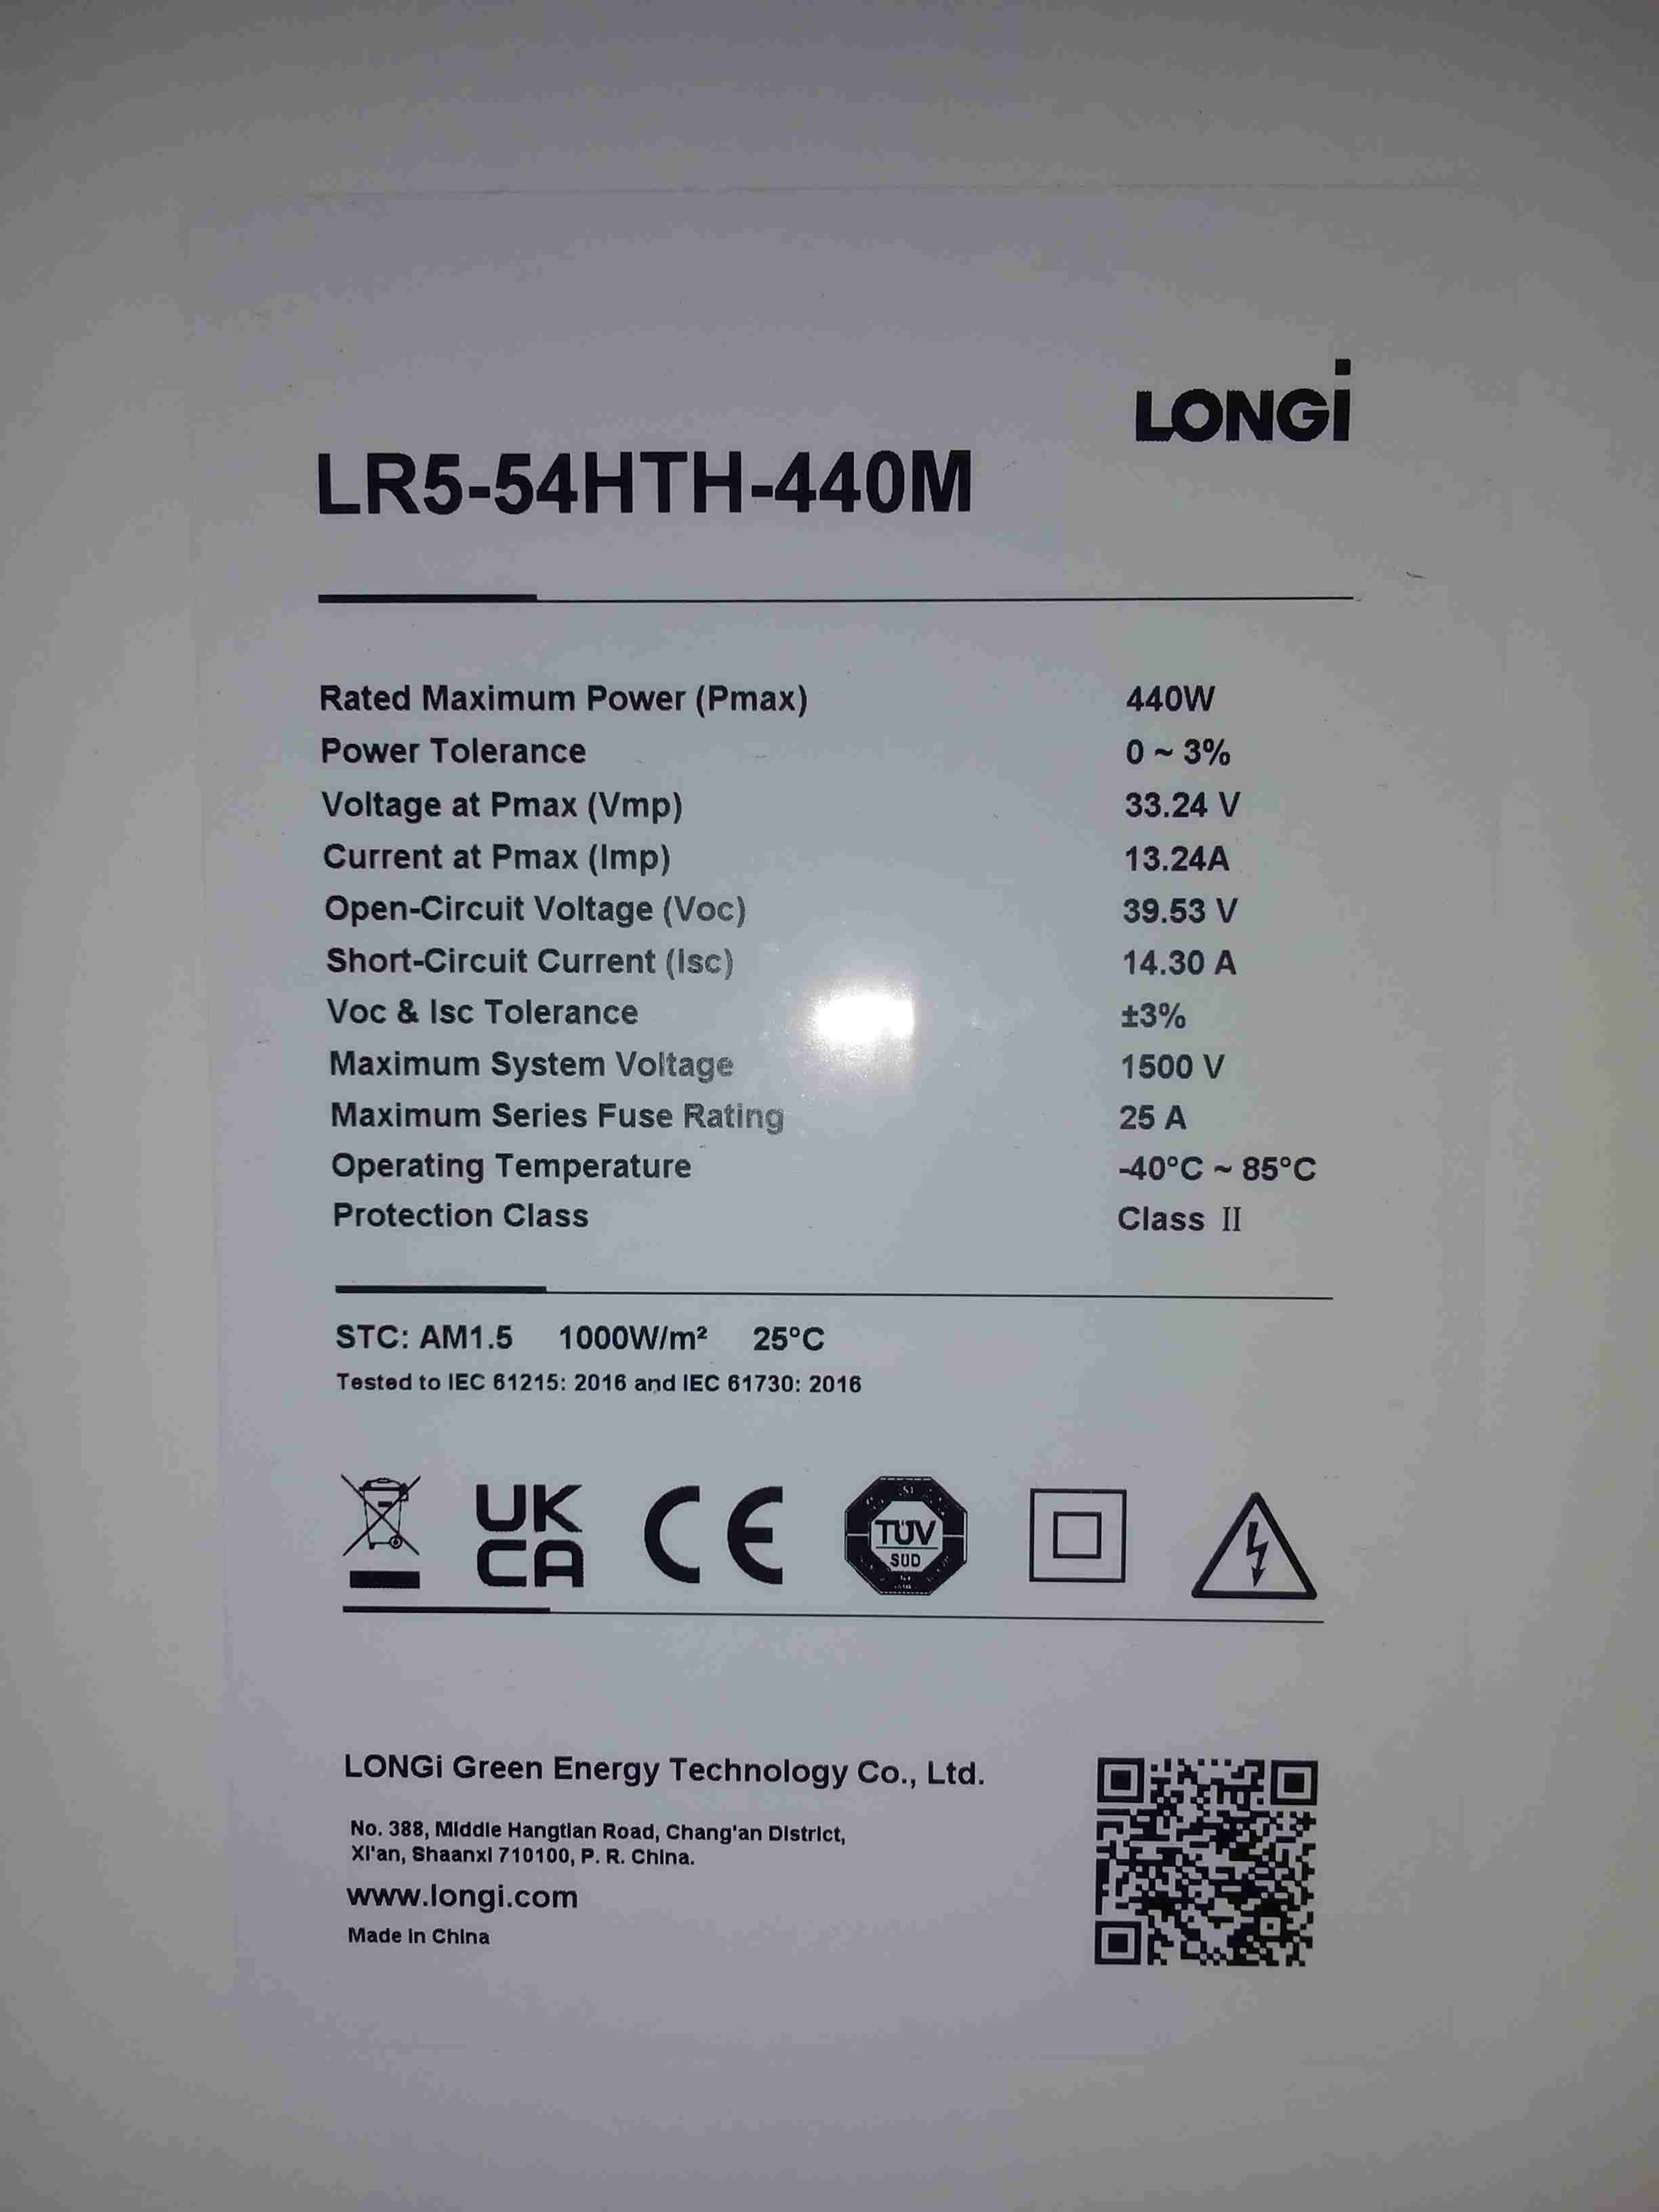 LONGi
LR5-54HTH-440M
Rated Maximum Power (Pmax) 440W
Power Tolerance 0 ~ 3%
Voltage at Pmax (Vmp) 33.24 V
Current at Pmax (Imp) 13.24A
Open-Circuit Voltage (Voc) 39.53 V
Short-Circuit Current (Isc) 14.30 A
Voc & Isc Tolerance ±3%
Maximum System Voltage 1500 V
Maximum Series Fuse Rating 25 A
Operating Temperature -40°C ~ 85°C
Protection Class Class II
STC: AM1.5 1000W/m² 25°C
Tested to IEC 61215: 2016 and IEC 61730: 2016
UK
CA
CE
TÜV
SUD
LONGi Green Energy Technology Co., Ltd.
No. 388, Middle Hangtian Road, Chang'an District,
Xi'an, Shaanxi 710100, P. R. China.
www.longi.com
Made in China